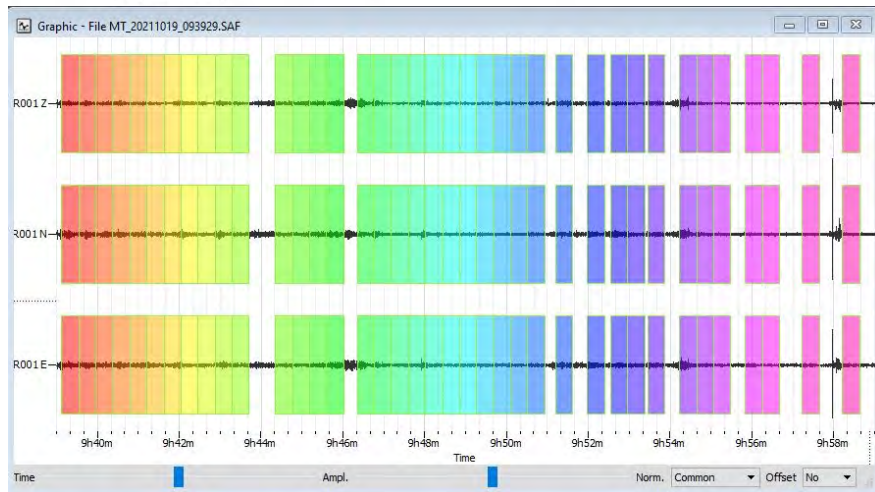 Graphic - File MT_20211019_093929.SAF
R001 Z
R001 N
R001 E
9h40m 9h42m 9h44m 9h46m 9h48m 9h50m 9h52m 9h54m 9h56m 9h58m
Time
Time Ampl. Norm. Common Offset No